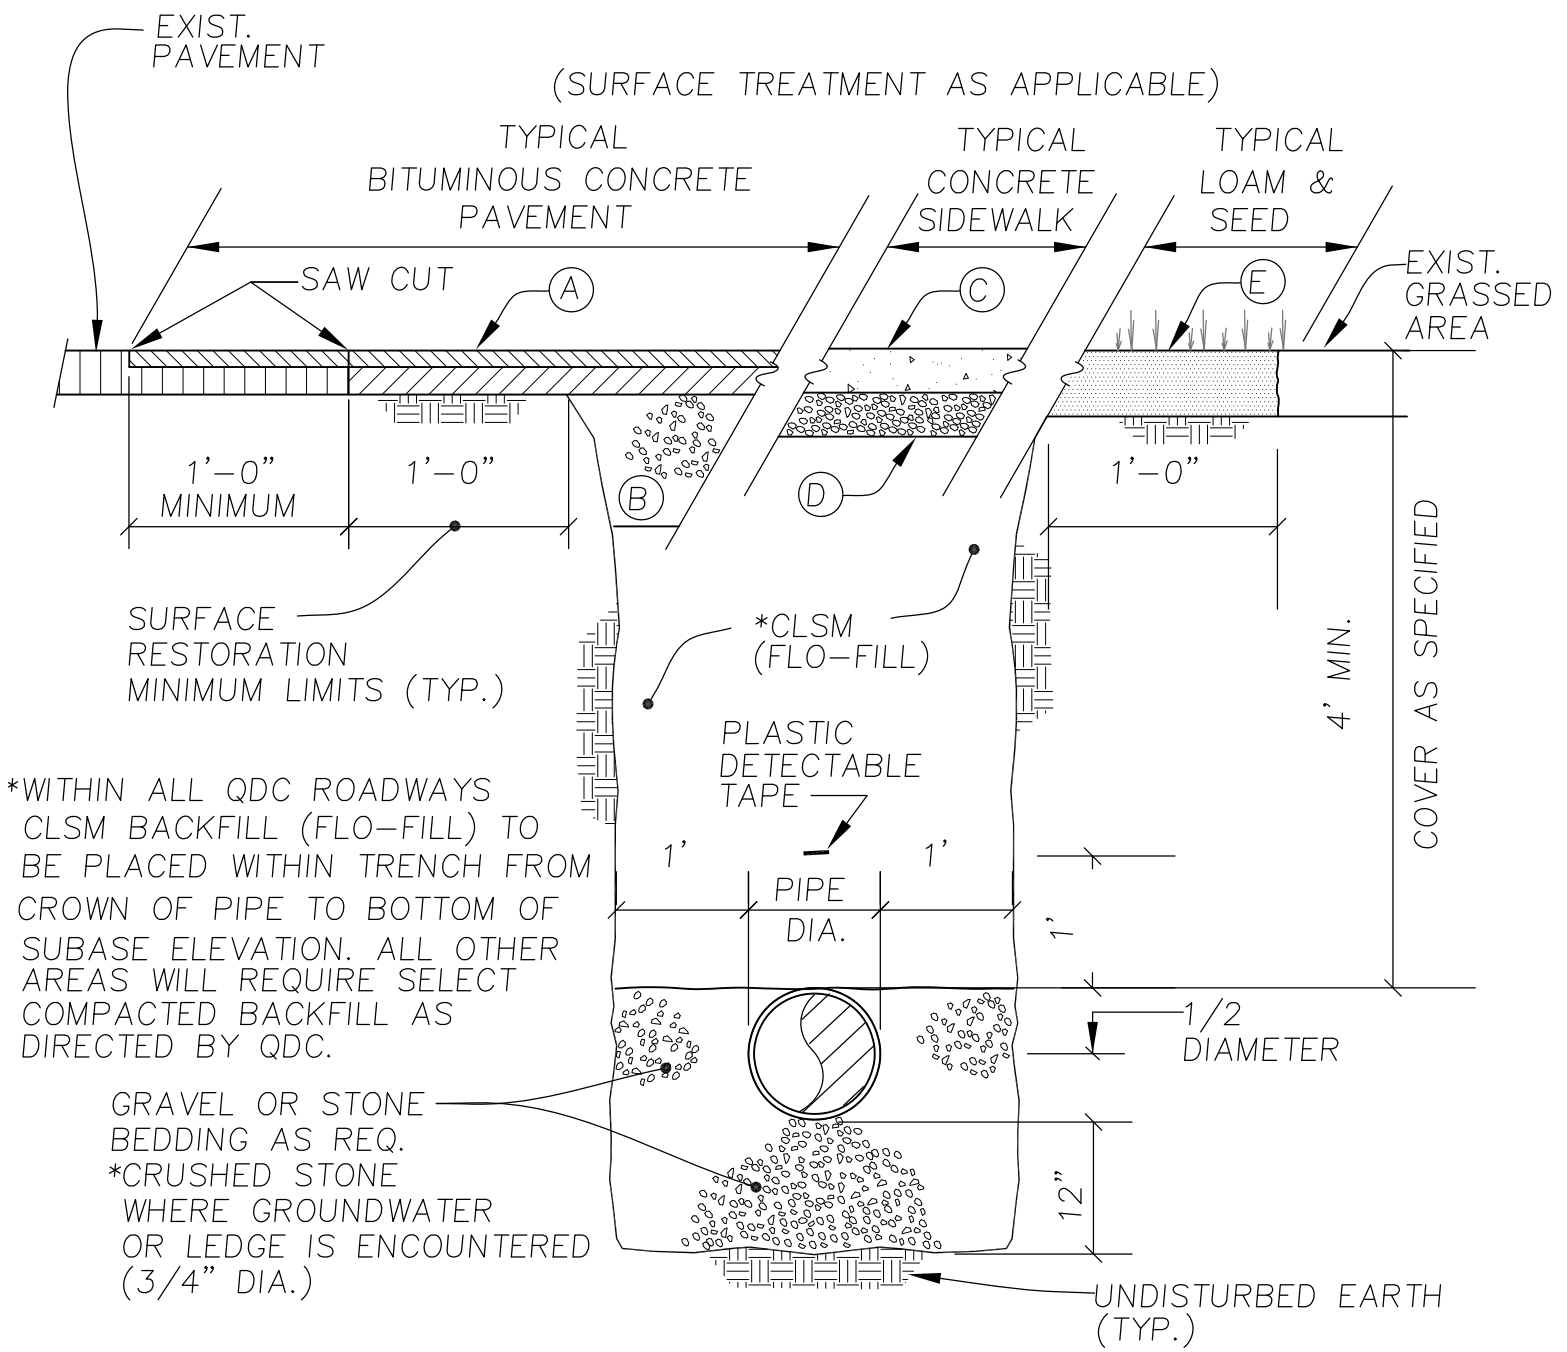 EXIST.
PAVEMENT
(SURFACE TREATMENT AS APPLICABLE)
TYPICAL
BITUMINOUS CONCRETE
PAVEMENT
TYPICAL
CONCRETE
SIDEWALK
TYPICAL
LOAM &
SEED
SAW CUT
A
C
E
EXIST.
GRASSED
AREA
1'-0"
MINIMUM
1'-0"
B
D
1'-0"
SURFACE
RESTORATION
MINIMUM LIMITS (TYP.)
*CLSM
(FLO-FILL)
4' MIN.
COVER AS SPECIFIED
PLASTIC
DETECTABLE
TAPE
*WITHIN ALL QDC ROADWAYS
CLSM BACKFILL (FLO-FILL) TO
BE PLACED WITHIN TRENCH FROM
CROWN OF PIPE TO BOTTOM OF
SUBASE ELEVATION. ALL OTHER
AREAS WILL REQUIRE SELECT
COMPACTED BACKFILL AS
DIRECTED BY QDC.
1'
PIPE
DIA.
1'
1'
1/2
DIAMETER
GRAVEL OR STONE
BEDDING AS REQ.
*CRUSHED STONE
WHERE GROUNDWATER
OR LEDGE IS ENCOUNTERED
(3/4" DIA.)
12"
UNDISTURBED EARTH
(TYP.)